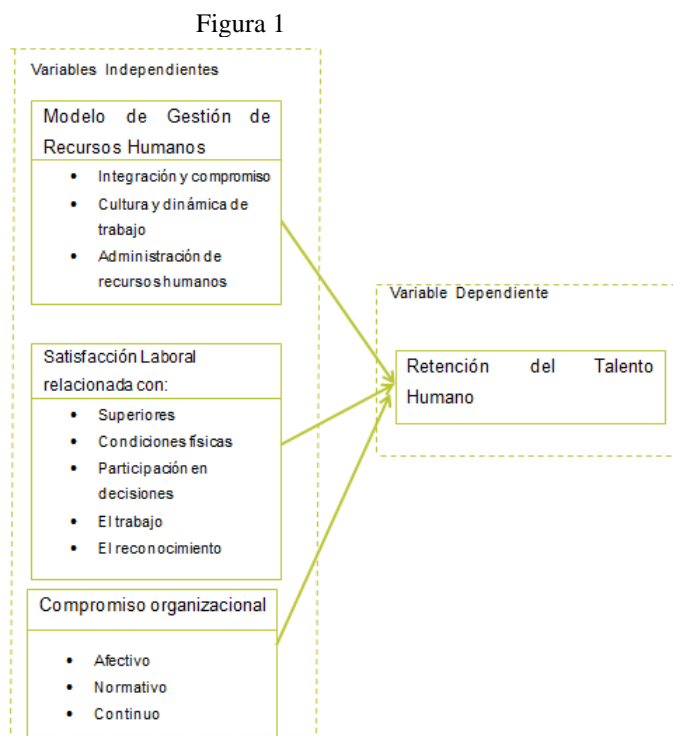 Figura 1
Variables Independientes
Modelo de Gestión de
Recursos Humanos
• Integración y compromiso
• Cultura y dinámica de
trabajo
• Administración de
recursos humanos
Variable Dependiente
Retención del Talento
Humano
Satisfacción Laboral
relacionada con:
• Superiores
• Condiciones físicas
• Participación en
decisiones
• El trabajo
• El reconocimiento
Compromiso organizacional
• Afectivo
• Normativo
• Continuo